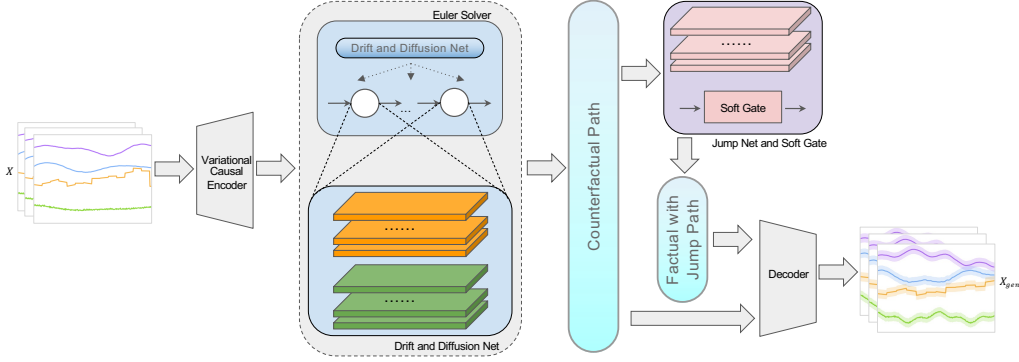 X
Variational
Causal
Encoder
Euler Solver
Drift and Diffusion Net
...
......
......
Drift and Diffusion Net
Counterfactual Path
......
Soft Gate
Jump Net and Soft Gate
Factual with
Jump Path
Decoder
X_gen